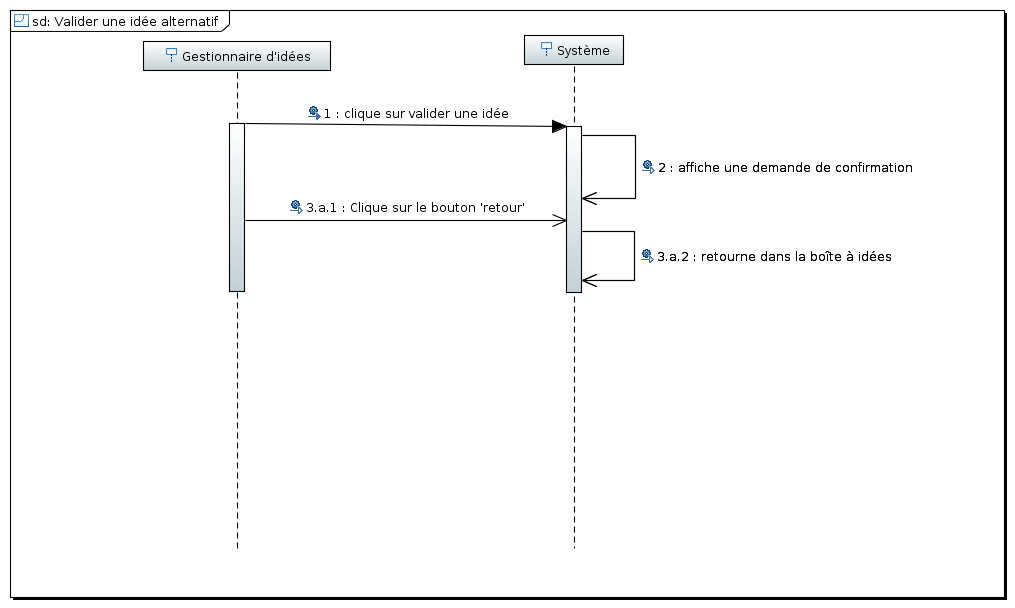 sd: Valider une idée alternatif
Gestionnaire d'idées
Système
1 : clique sur valider une idée
2 : affiche une demande de confirmation
3.a.1 : Clique sur le bouton 'retour'
3.a.2 : retourne dans la boîte à idées